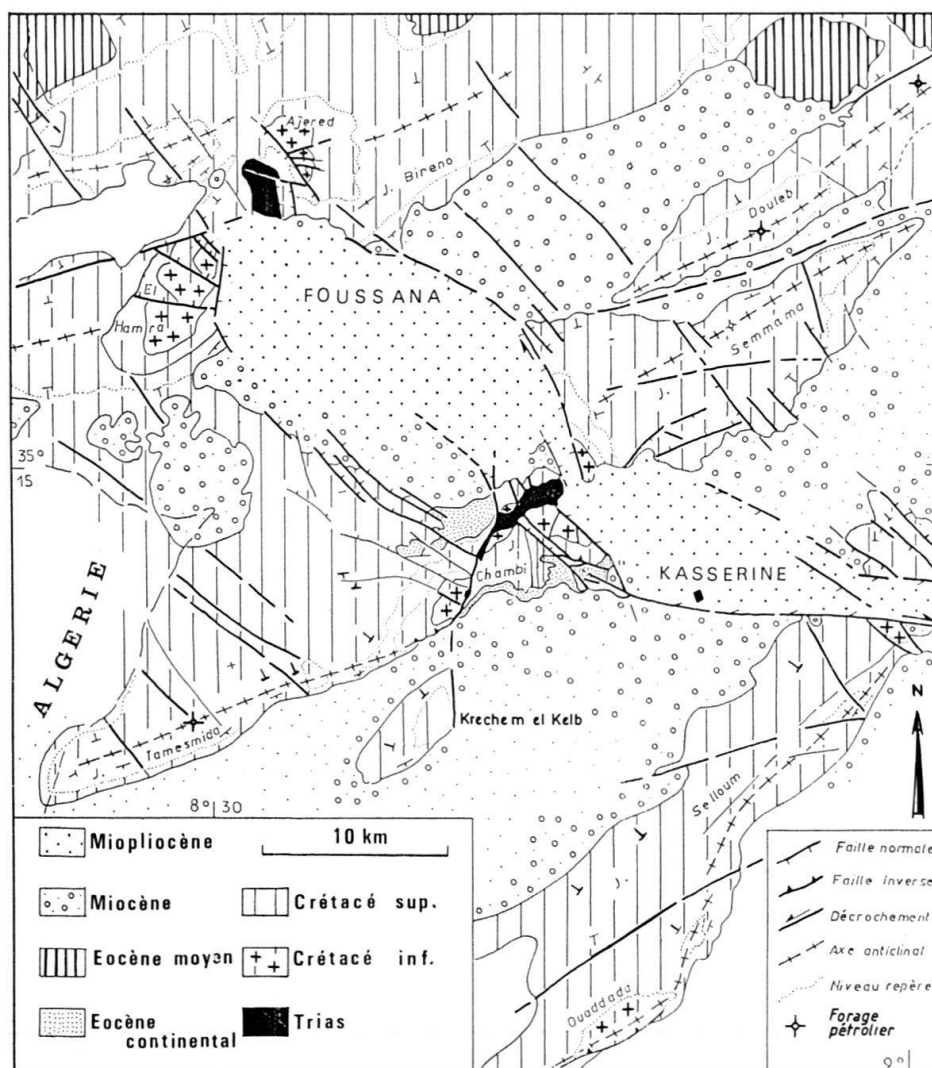 Ajered
J. Bireno
J. Douleb
FOUSSANA
El
Hamra
J. Semmama
35°
15
J.
Chambi
KASSERINE
ALGERIE
Krechem el Kelb
N
J. Tamesmida
Selloum
8° 30
J.
Ouaddada
Miopliocène
10 km
Miocène
Crétacé sup.
Eocène moyen
Crétacé inf.
Eocène
continental
Trias
Faille normale
Faille inverse
Décrochement
Axe anticlinal
Niveau repère
Forage
pétrolier
9°